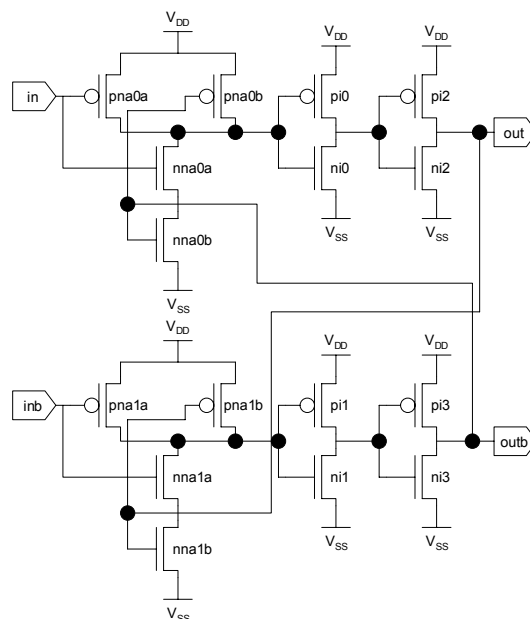 VDD VDD VDD
in pna0a pna0b pi0 pi2
out
nna0a ni0 ni2
nna0b VSS VSS
VSS
VDD VDD VDD
inb pna1a pna1b pi1 pi3
outb
nna1a ni1 ni3
nna1b VSS VSS
VSS